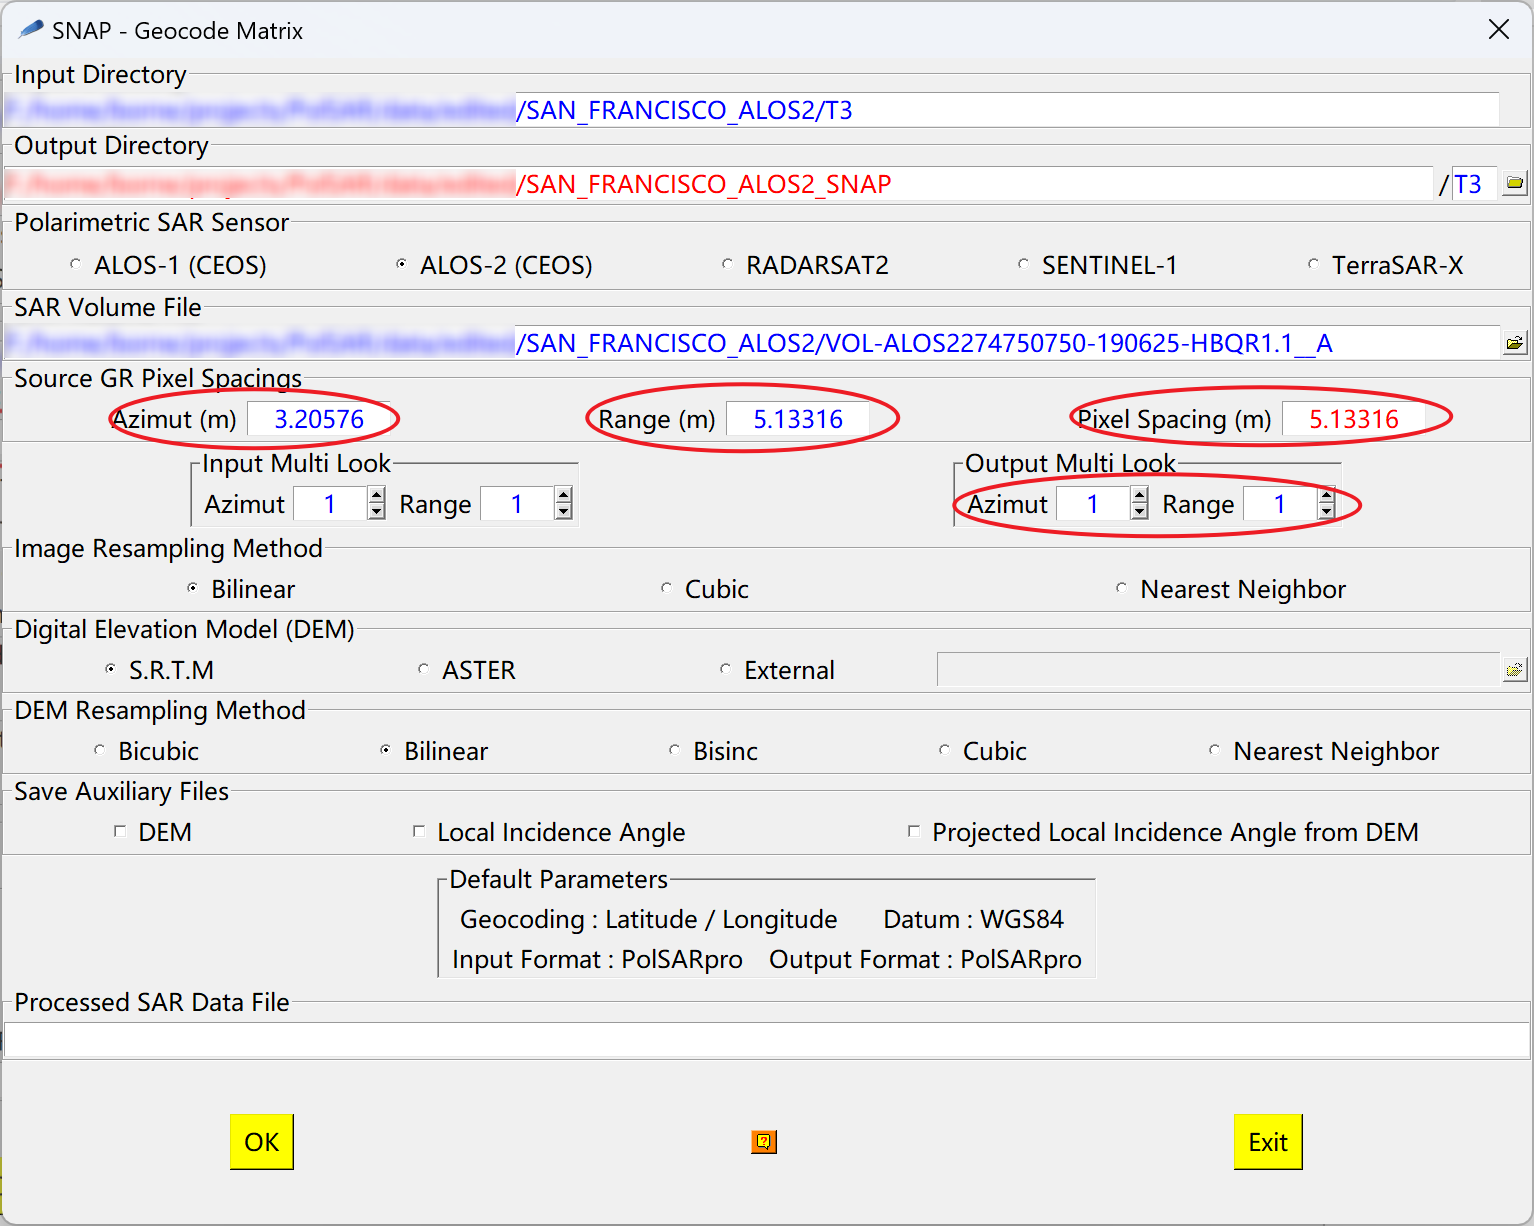 SNAP - Geocode Matrix
Input Directory
/SAN_FRANCISCO_ALOS2/T3
Output Directory
/SAN_FRANCISCO_ALOS2_SNAP / T3
Polarimetric SAR Sensor
ALOS-1 (CEOS) ALOS-2 (CEOS) RADARSAT2 SENTINEL-1 TerraSAR-X
SAR Volume File
/SAN_FRANCISCO_ALOS2/VOL-ALOS2274750750-190625-HBQR1.1__A
Source GR Pixel Spacings
Azimut (m) 3.20576 Range (m) 5.13316 Pixel Spacing (m) 5.13316
Input Multi Look Output Multi Look
Azimut 1 Range 1 Azimut 1 Range 1
Image Resampling Method
Bilinear Cubic Nearest Neighbor
Digital Elevation Model (DEM)
S.R.T.M ASTER External
DEM Resampling Method
Bicubic Bilinear Bisinc Cubic Nearest Neighbor
Save Auxiliary Files
DEM Local Incidence Angle Projected Local Incidence Angle from DEM
Default Parameters
Geocoding : Latitude / Longitude Datum : WGS84
Input Format : PolSARpro Output Format : PolSARpro
Processed SAR Data File
OK ? Exit